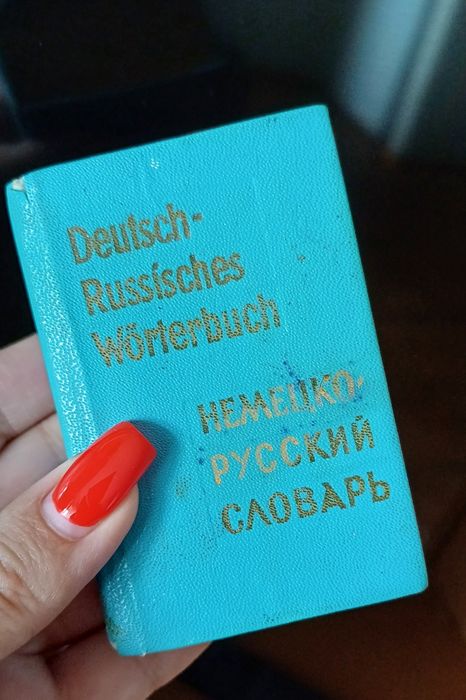 Deutsch-
Russisches
Wörterbuch
НЕМЕЦКО-
РУССКИЙ
СЛОВАРЬ